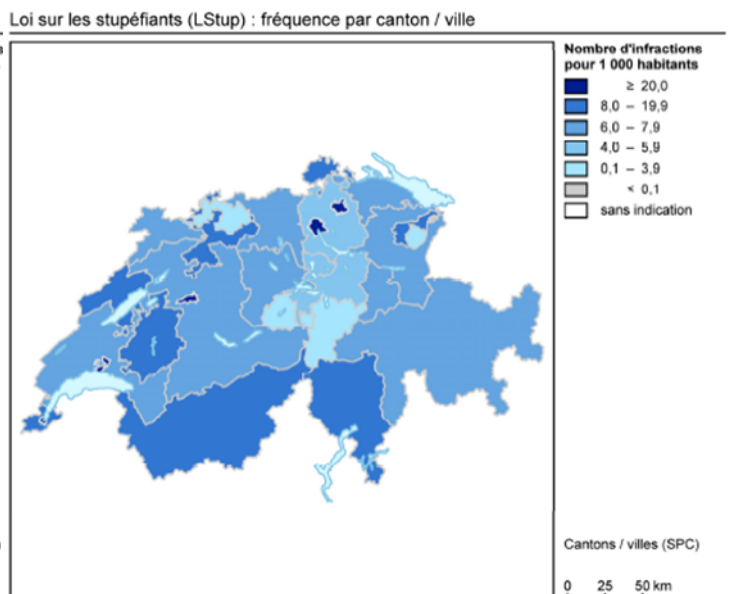 Loi sur les stupéfiants (LStup) : fréquence par canton / ville
Nombre d'infractions
pour 1 000 habitants
≥ 20,0
8,0 – 19,9
6,0 – 7,9
4,0 – 5,9
0,1 – 3,9
< 0,1
sans indication
Cantons / villes (SPC)
0 25 50 km